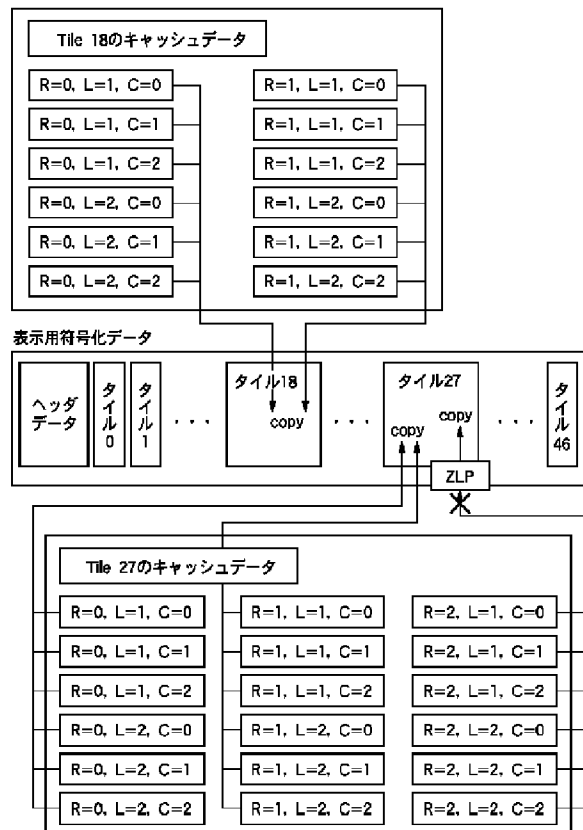 Tile 18のキャッシュデータ
R=0, L=1, C=0 R=1, L=1, C=0
R=0, L=1, C=1 R=1, L=1, C=1
R=0, L=1, C=2 R=1, L=1, C=2
R=0, L=2, C=0 R=1, L=2, C=0
R=0, L=2, C=1 R=1, L=2, C=1
R=0, L=2, C=2 R=1, L=2, C=2
表示用符号化データ
ヘッダ
データ
タイル0
タイル1
・・・
タイル18
copy
・・・
タイル27
copy
copy
・・・
タイル46
ZLP
Tile 27のキャッシュデータ
R=0, L=1, C=0 R=1, L=1, C=0 R=2, L=1, C=0
R=0, L=1, C=1 R=1, L=1, C=1 R=2, L=1, C=1
R=0, L=1, C=2 R=1, L=1, C=2 R=2, L=1, C=2
R=0, L=2, C=0 R=1, L=2, C=0 R=2, L=2, C=0
R=0, L=2, C=1 R=1, L=2, C=1 R=2, L=2, C=1
R=0, L=2, C=2 R=1, L=2, C=2 R=2, L=2, C=2